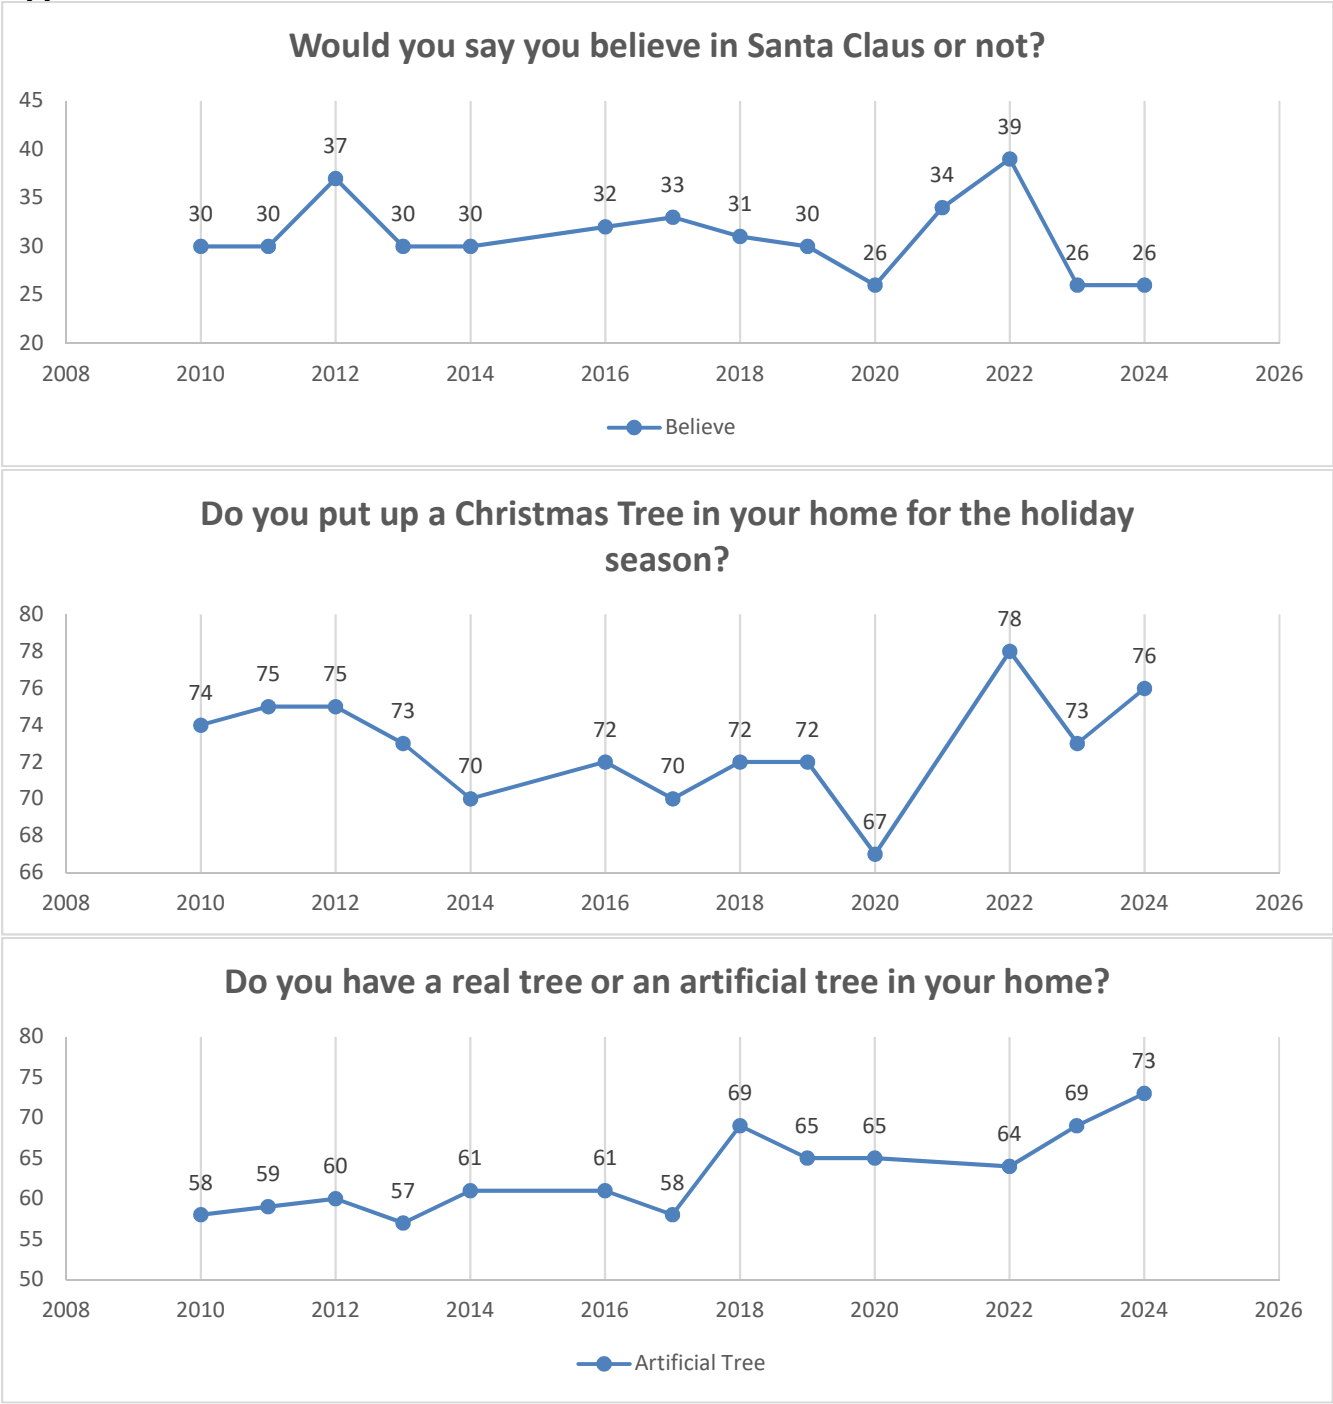 Would you say you believe in Santa Claus or not?
45
40
35
30
25
20
30 30 37 30 30 32 33 31 30 26 34 39 26 26
2008 2010 2012 2014 2016 2018 2020 2022 2024 2026
Believe
Do you put up a Christmas Tree in your home for the holiday
season?
80
78
76
74
72
70
68
66
74 75 75 73 70 72 70 72 72 67 78 73 76
2008 2010 2012 2014 2016 2018 2020 2022 2024 2026
Do you have a real tree or an artificial tree in your home?
80
75
70
65
60
55
50
58 59 60 57 61 61 58 69 65 65 64 69 73
2008 2010 2012 2014 2016 2018 2020 2022 2024 2026
Artificial Tree